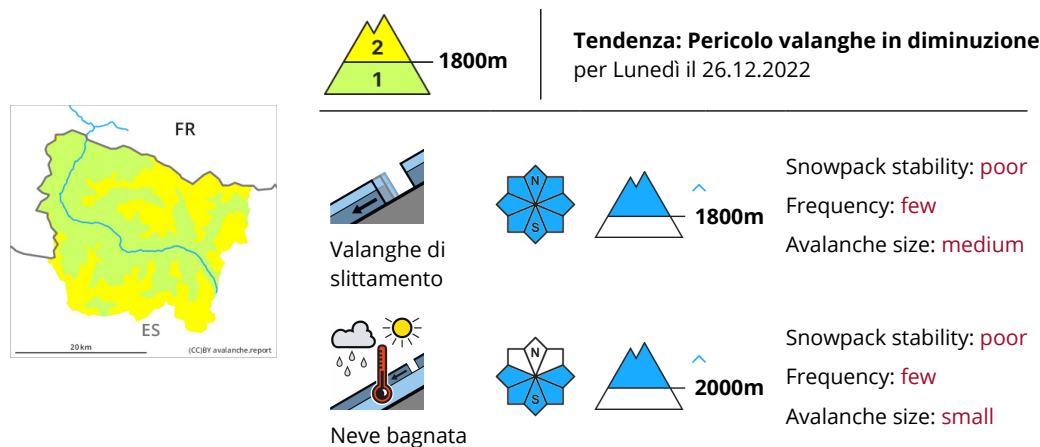 2
1
1800m
Tendenza: Pericolo valanghe in diminuzione
per Lunedì il 26.12.2022
FR
ES
20 km
(CC)BY avalanche.report
N
S
1800m
Snowpack stability: poor
Frequency: few
Avalanche size: medium
Valanghe di
slittamento
N
S
2000m
Snowpack stability: poor
Frequency: few
Avalanche size: small
Neve bagnata